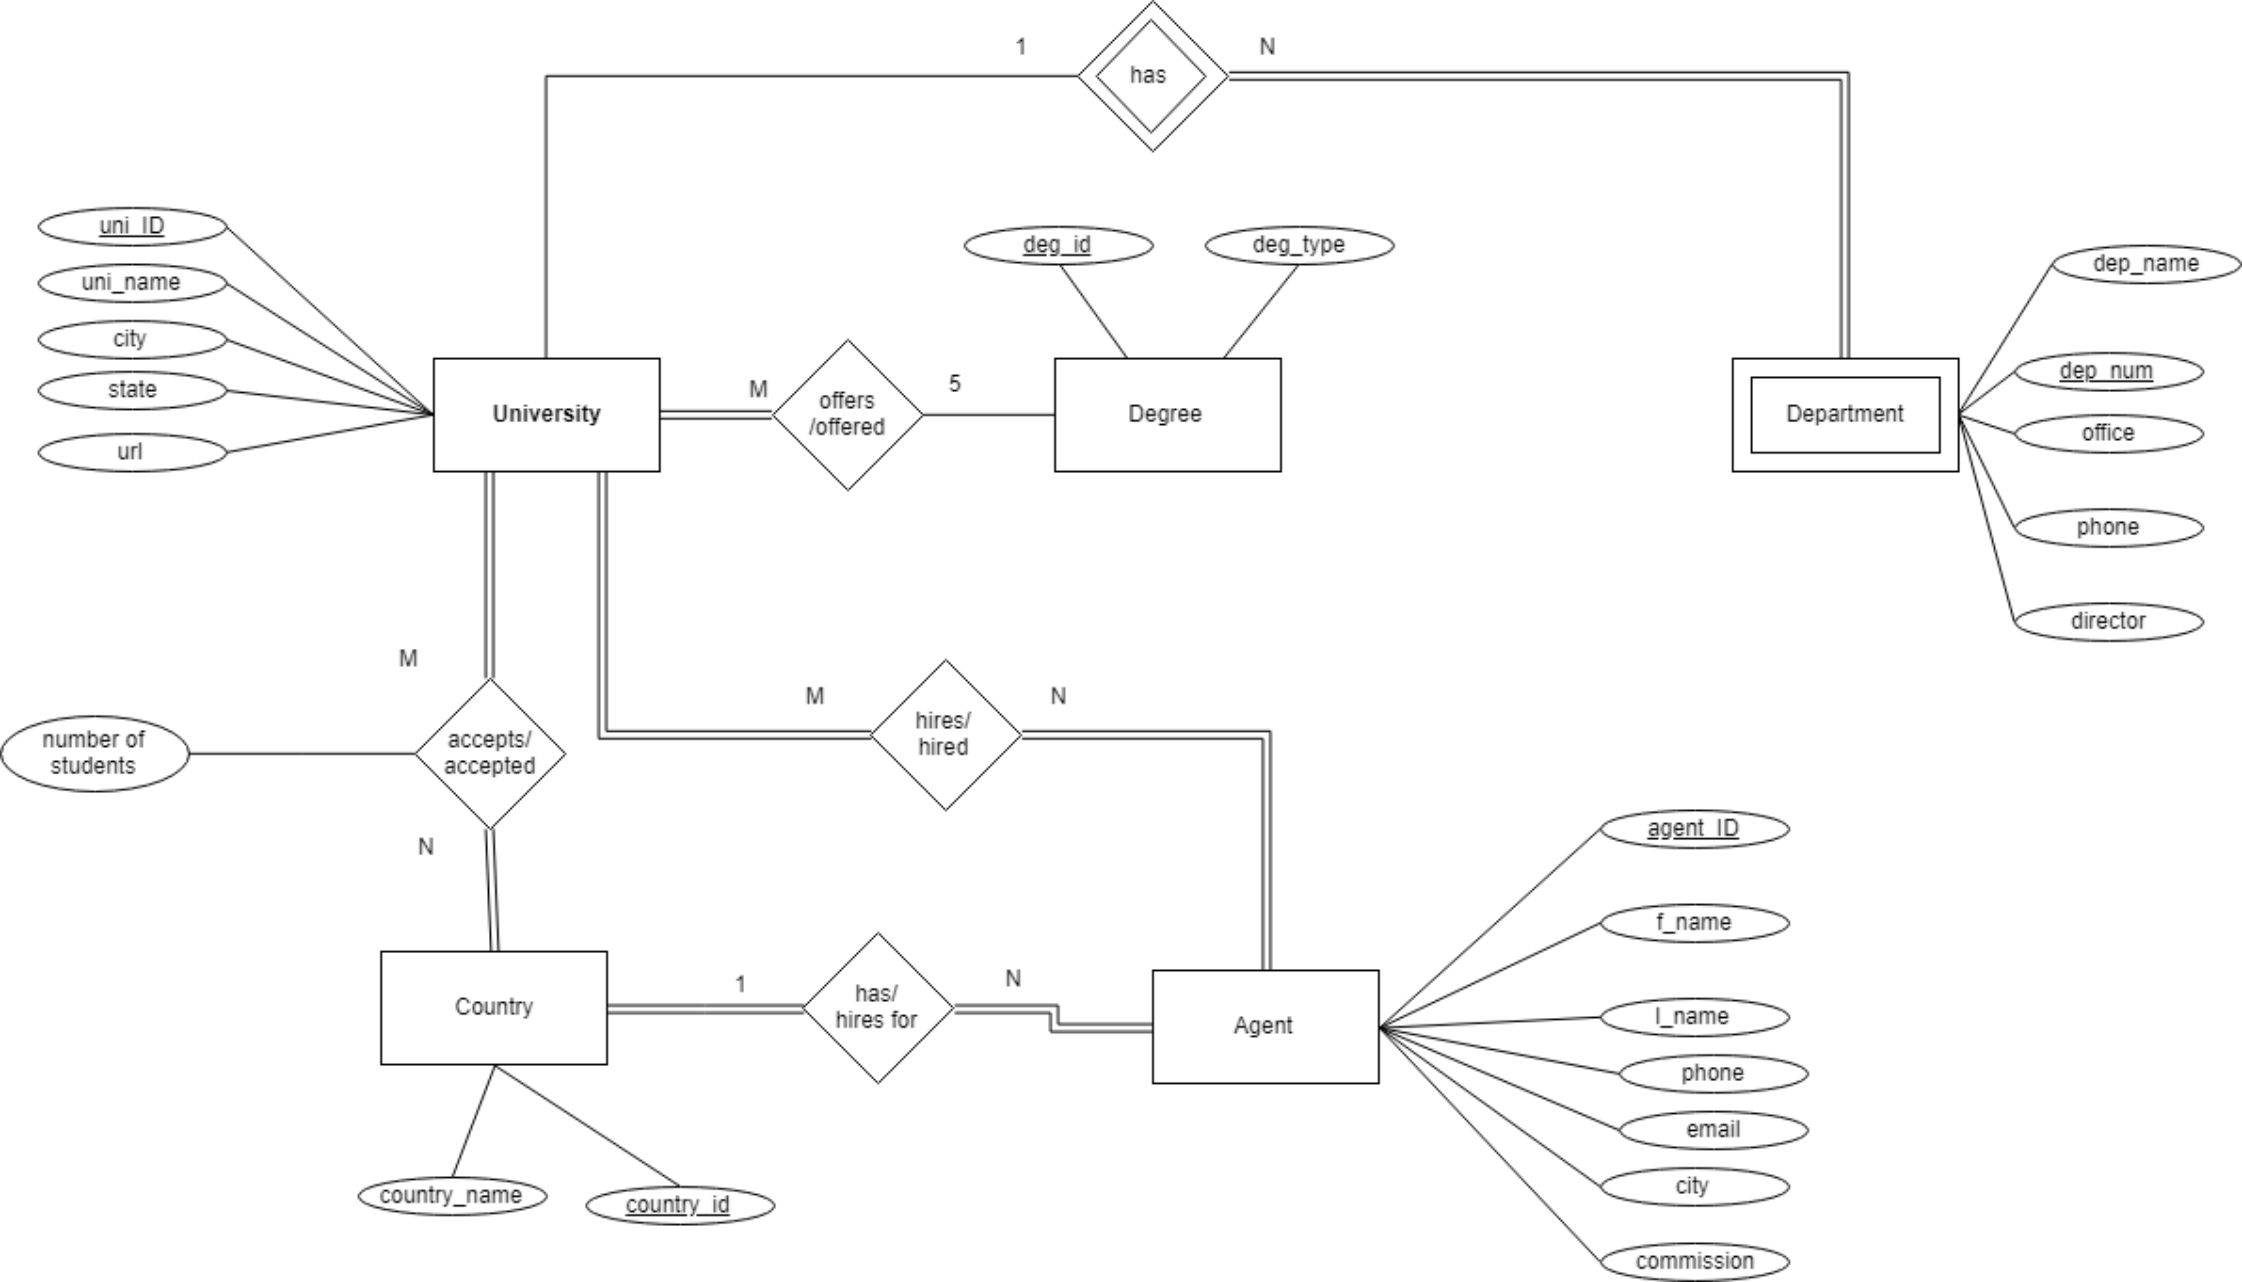 1
has
N
uni_ID
uni_name
city
state
url
University
M
offers
/offered
5
deg_id
deg_type
Degree
Department
dep_name
dep_num
office
phone
director
M
number of
students
accepts/
accepted
N
M
hires/
hired
N
Country
1
has/
hires for
N
Agent
country_name
country_id
agent_ID
f_name
l_name
phone
email
city
commission